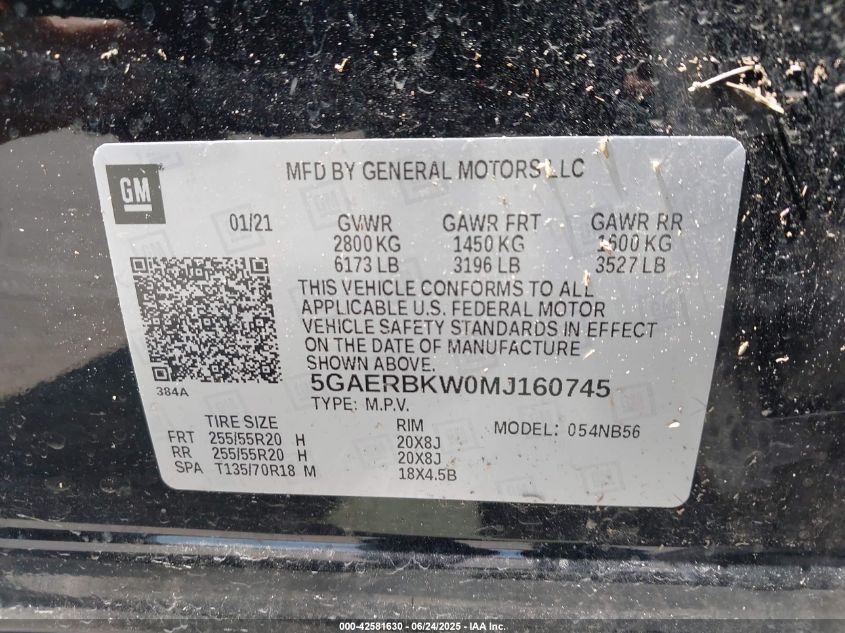 MFD BY GENERAL MOTORS LLC
GM
01/21 GVWR GAWR FRT GAWR RR
2800 KG 1450 KG 1600 KG
6173 LB 3196 LB 3527 LB
THIS VEHICLE CONFORMS TO ALL
APPLICABLE U.S. FEDERAL MOTOR
VEHICLE SAFETY STANDARDS IN EFFECT
ON THE DATE OF MANUFACTURE
SHOWN ABOVE.
384A
5GAERBKW0MJ160745
TYPE: M.P.V.
TIRE SIZE RIM MODEL: 054NB56
FRT 255/55R20 H 20X8J
RR 255/55R20 H 20X8J
SPA T135/70R18 M 18X4.5B
000-42581630 - 06/24/2025 - IAA Inc.